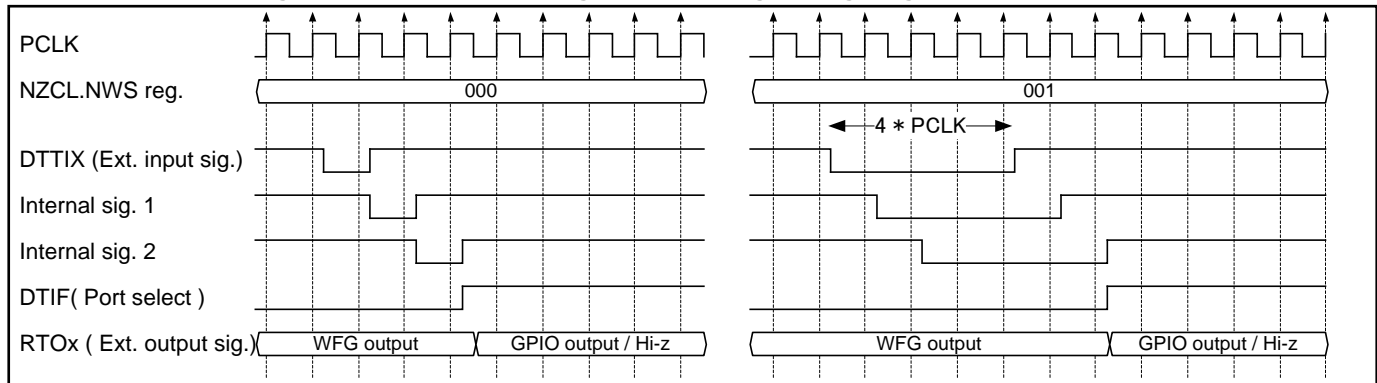 PCLK
NZCL.NWS reg. 000 001
4 * PCLK
DTTIX (Ext. input sig.)
Internal sig. 1
Internal sig. 2
DTIF( Port select )
RTOx ( Ext. output sig.) WFG output GPIO output / Hi-z WFG output GPIO output / Hi-z